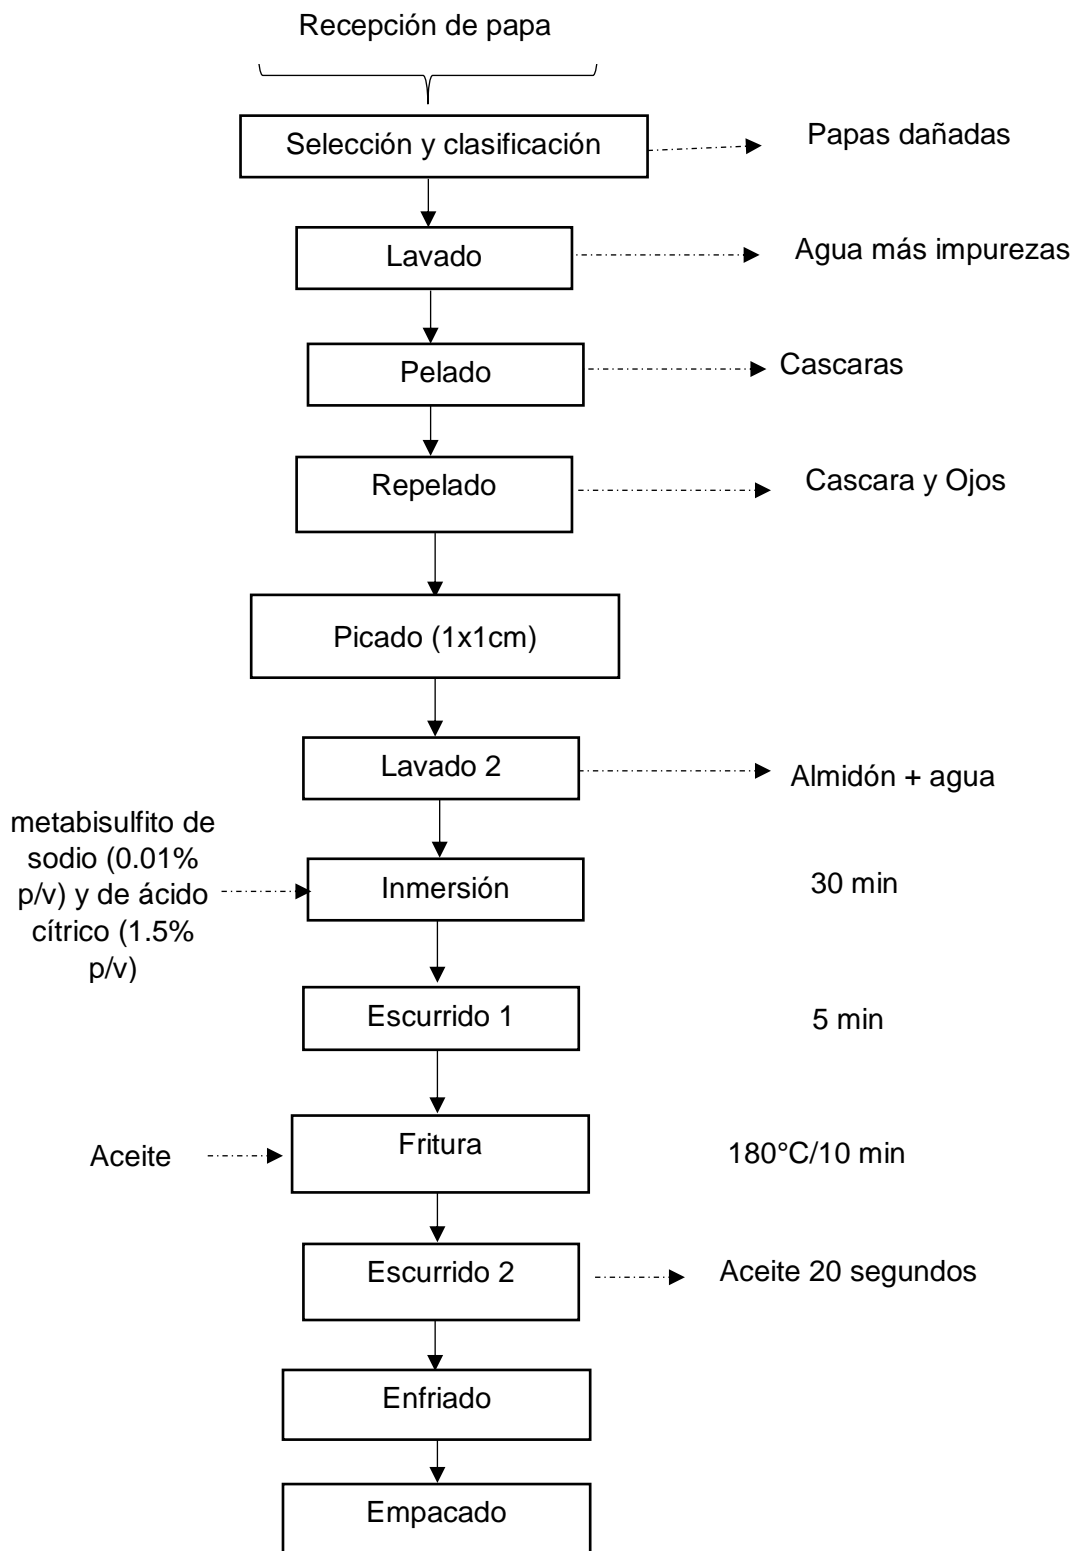 Recepción de papa
Selección y clasificación
Papas dañadas
Lavado
Agua más impurezas
Pelado
Cascaras
Repelado
Cascara y Ojos
Picado (1x1cm)
Lavado 2
Almidón + agua
metabisulfito de
sodio (0.01%
p/v) y de ácido
cítrico (1.5%
p/v)
Inmersión
30 min
Escurrido 1
5 min
Aceite
Fritura
180°C/10 min
Escurrido 2
Aceite 20 segundos
Enfriado
Empacado